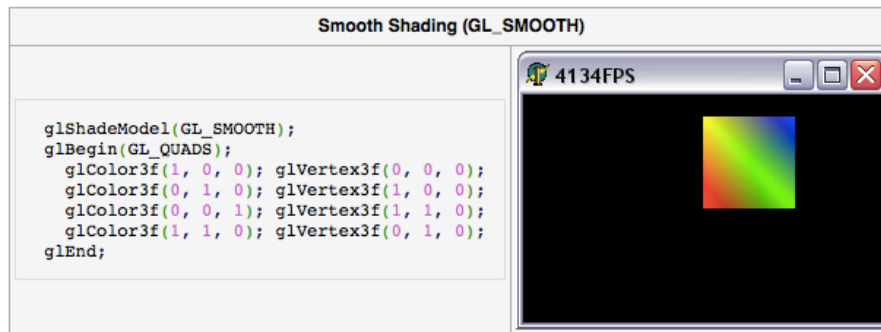 Smooth Shading (GL_SMOOTH)
glShadeModel(GL_SMOOTH);
glBegin(GL_QUADS);
glColor3f(1, 0, 0); glVertex3f(0, 0, 0);
glColor3f(0, 1, 0); glVertex3f(1, 0, 0);
glColor3f(0, 0, 1); glVertex3f(1, 1, 0);
glColor3f(1, 1, 0); glVertex3f(0, 1, 0);
glEnd;
4134FPS